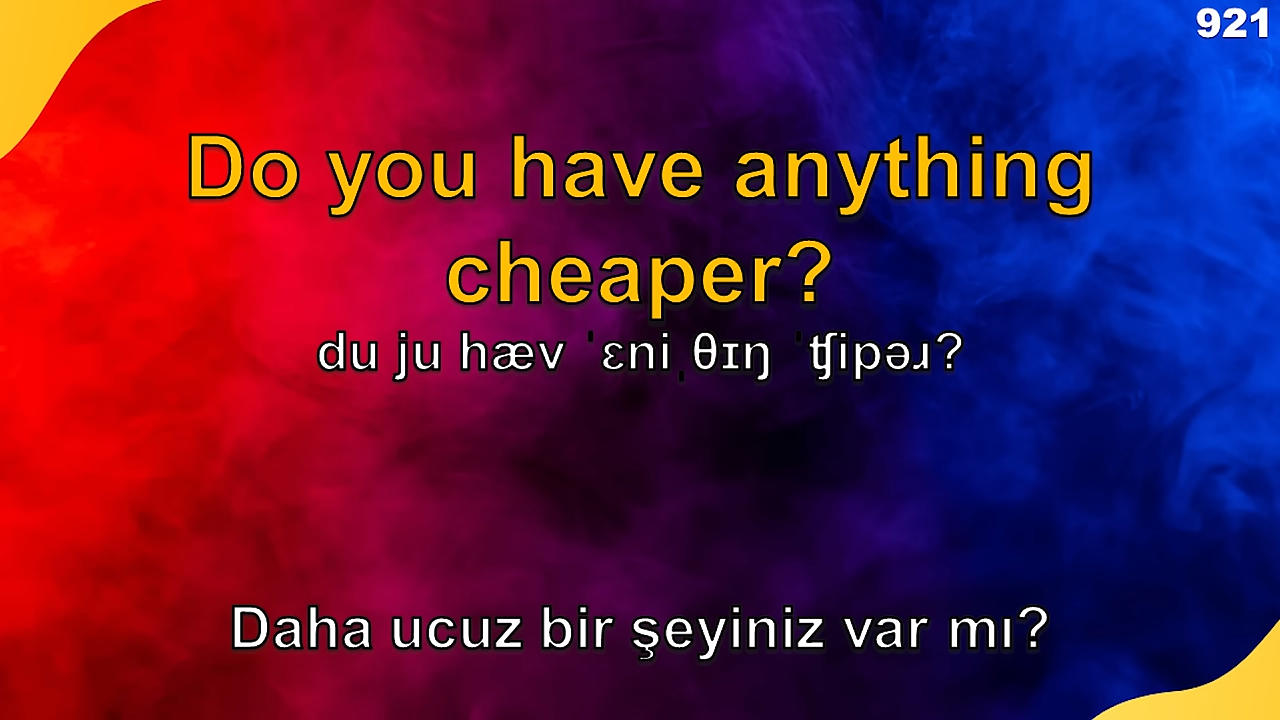 921
Do you have anything
cheaper?
du ju hæv ˈɛniˌθɪŋ ˈʧipəɹ?
Daha ucuz bir şeyiniz var mı?